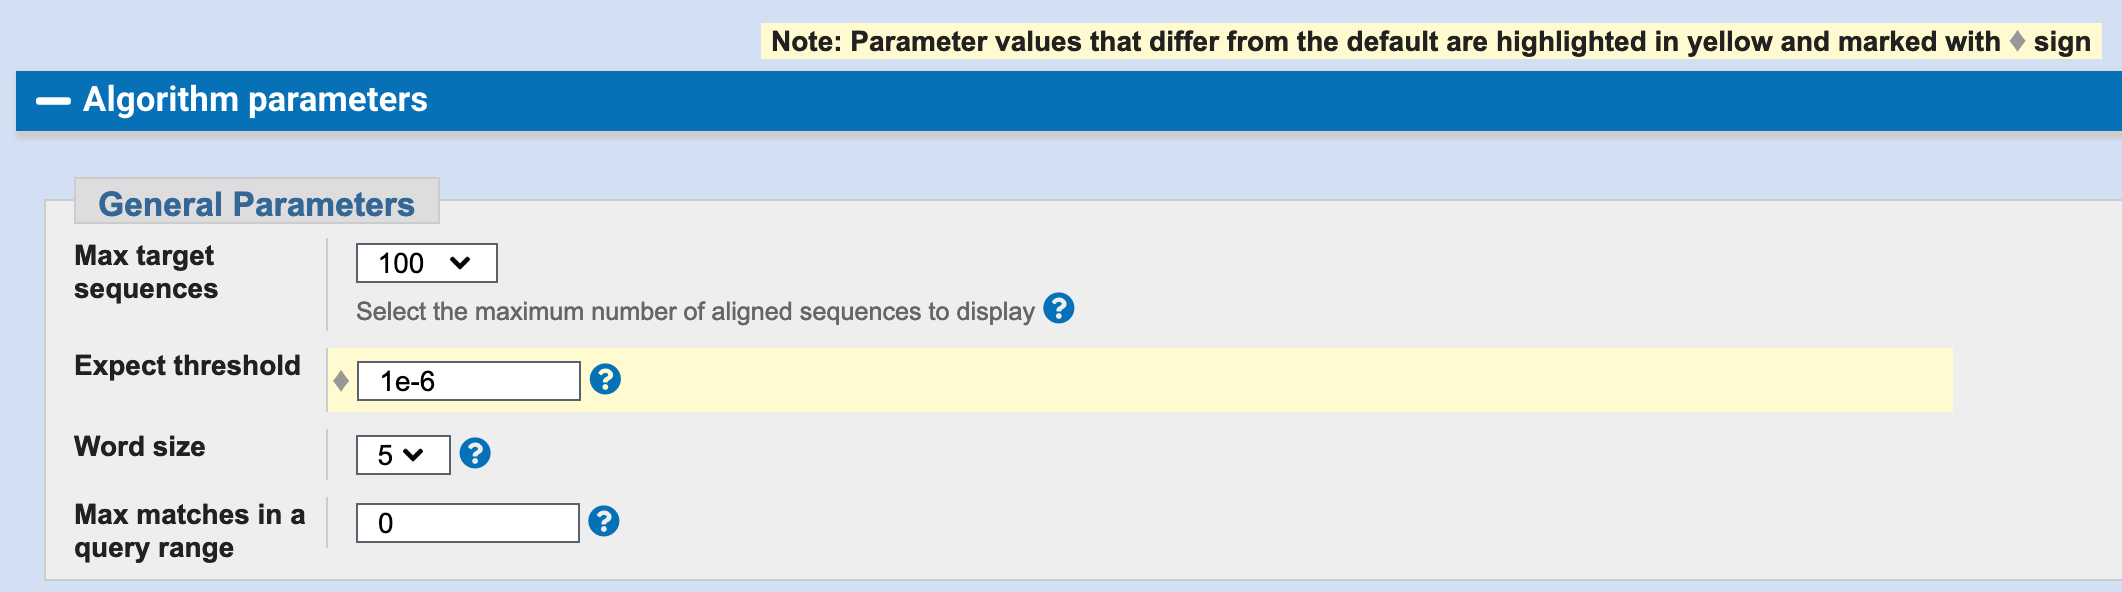 Note: Parameter values that differ from the default are highlighted in yellow and marked with ♦ sign
Algorithm parameters
General Parameters
Max target
sequences
100
Select the maximum number of aligned sequences to display ?
Expect threshold
♦ 1e-6 ?
Word size
5 ?
Max matches in a
query range
0 ?